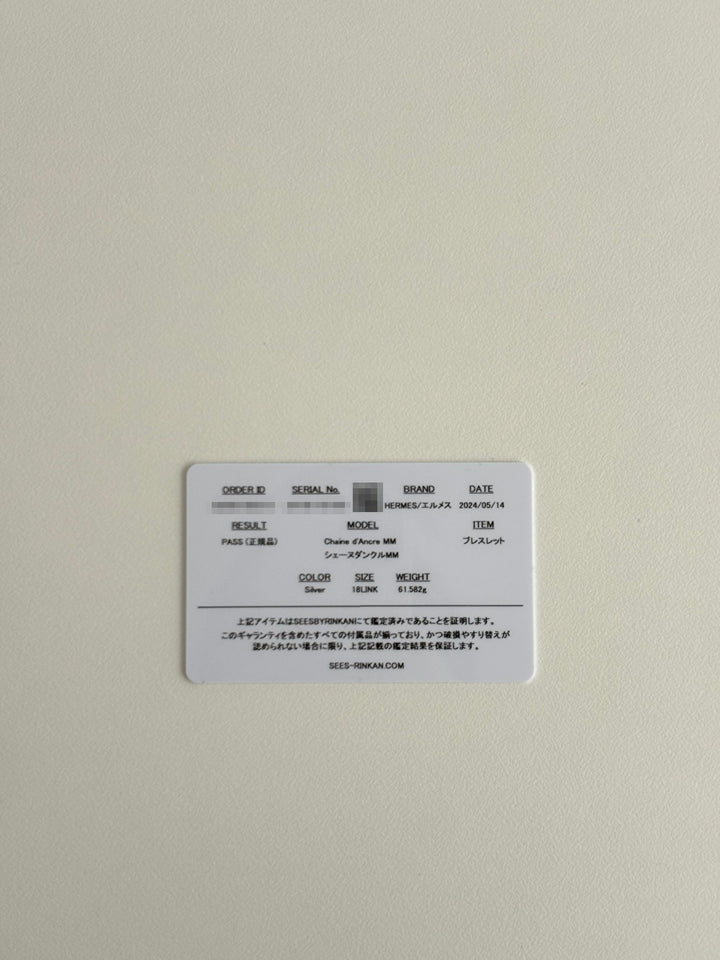 ORDER ID SERIAL No. BRAND DATE
HERMES/エルメス 2024/05/14
RESULT MODEL ITEM
PASS（正規品） Chaine d'Ancre MM ブレスレット
シェーヌダンクルMM
COLOR SIZE WEIGHT
Silver 18LINK 61.582g
上記アイテムはSEESBYRINKANにて鑑定済みであることを証明します。
このギャランティを含めたすべての付属品が揃っており、かつ破損やすり替えが
認められない場合に限り、上記記載の鑑定結果を保証します。
SEES-RINKAN.COM